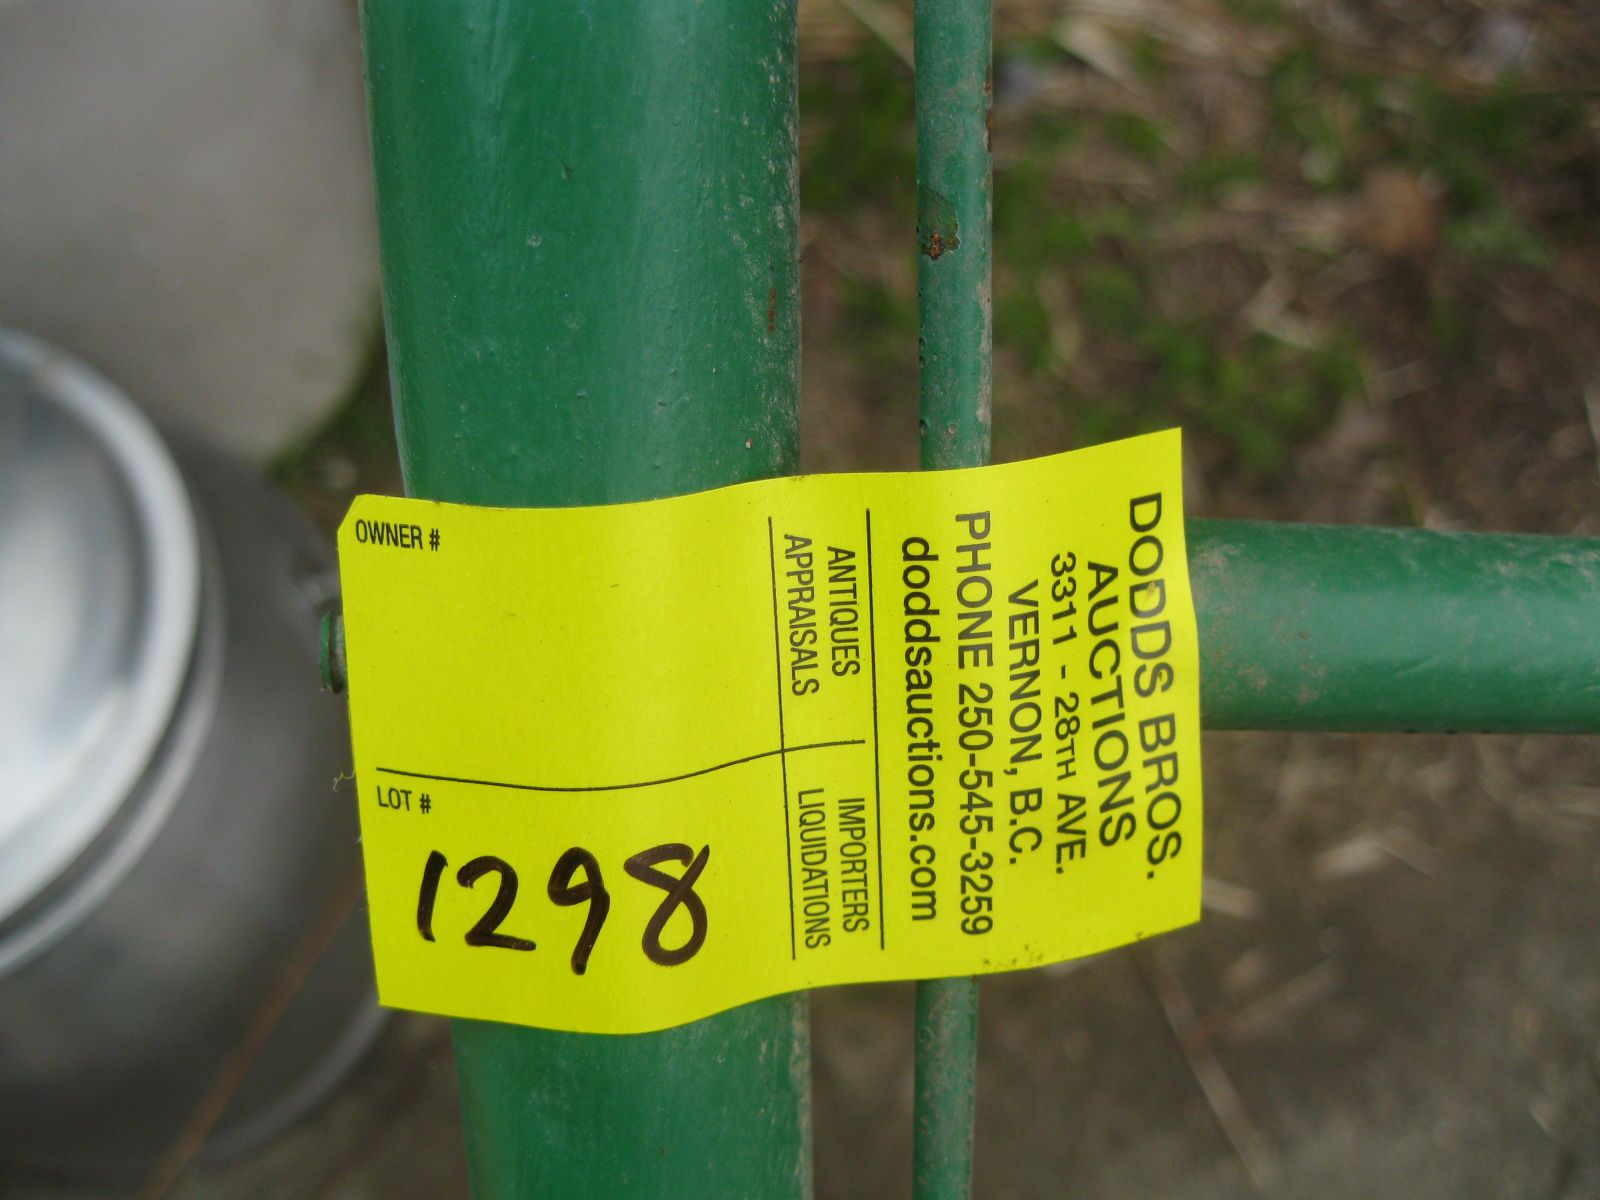 DODDS BROS.
AUCTIONS
3311 - 28TH AVE.
VERNON, B.C.
PHONE 250-545-3259
doddsauctions.com
ANTIQUES
APPRAISALS
IMPORTERS
LIQUIDATIONS
OWNER #
LOT #
1298